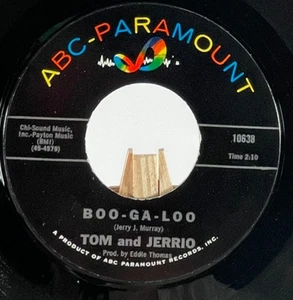 ABC-PARAMOUNT
Chi-Sound Music,
Inc.-Payton Music
(BMI)
(45-4579)
10638
Time 2:10
BOO-GA-LOO
(Jerry J. Murray)
TOM and JERRIO
Prod. by Eddie Thomas
A PRODUCT OF ABC PARAMOUNT RECORDS, INC.